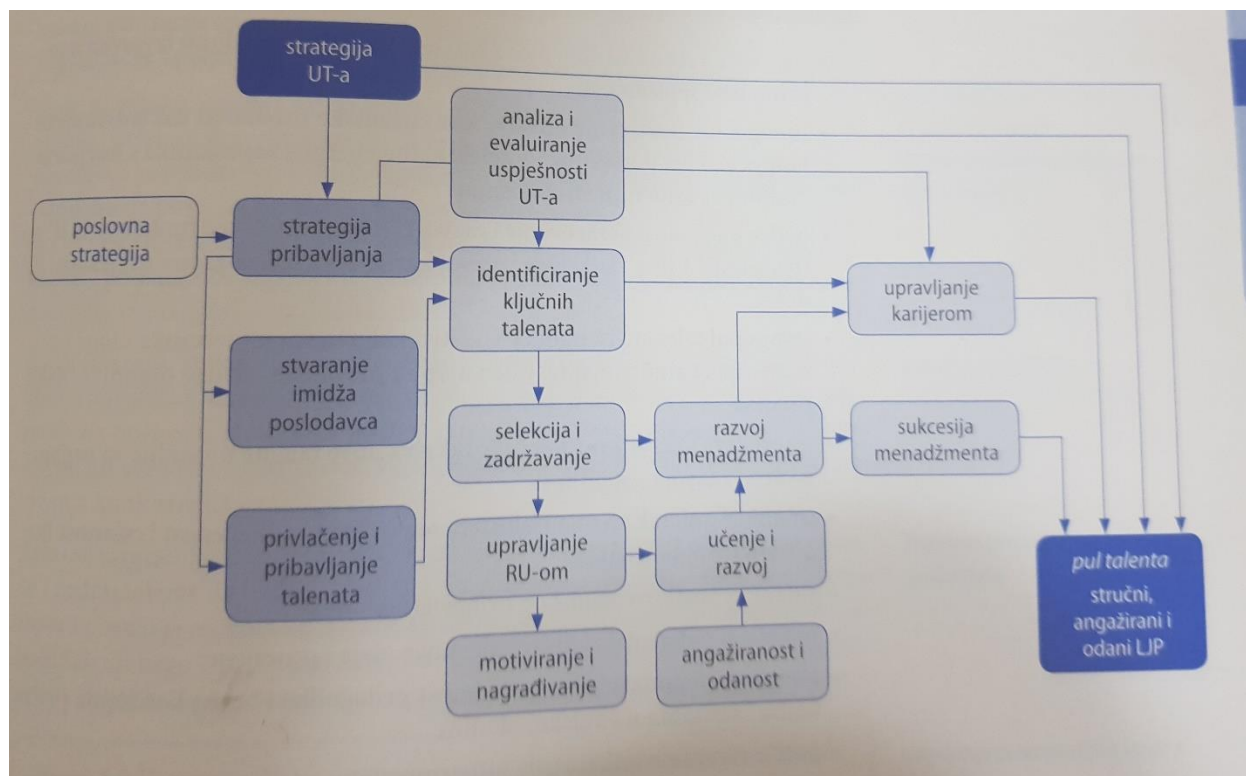 strategija
UT-a
analiza i
evaluiranje
uspješnosti
UT-a
poslovna
strategija
strategija
pribavljanja
identificiranje
ključnih
talenata
upravljanje
karijerom
stvaranje
imidža
poslodavca
selekcija i
zadržavanje
razvoj
menadžmenta
sukcesija
menadžmenta
privlačenje i
pribavljanje
talenata
upravljanje
RU-om
učenje i
razvoj
pul talenta
stručni,
angažirani i
odani LJP
motiviranje i
nagrađivanje
angažiranost i
odanost